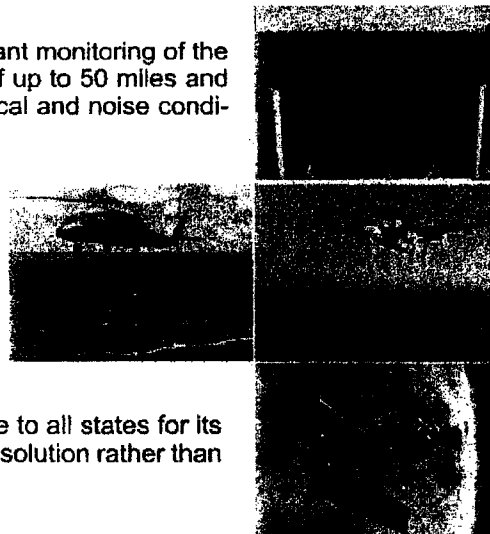 ant monitoring of the
f up to 50 miles and
cal and noise condi-
e to all states for its
solution rather than